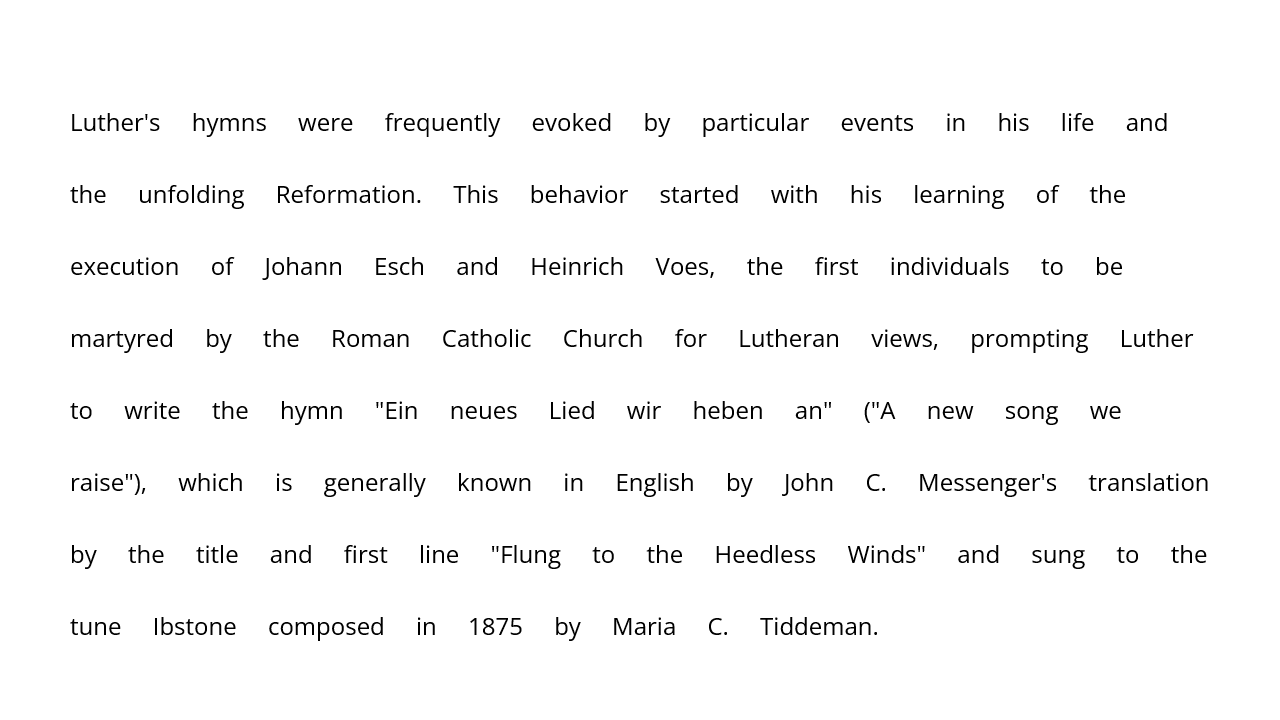 Luther's hymns were frequently evoked by particular events in his life and
the unfolding Reformation. This behavior started with his learning of the
execution of Johann Esch and Heinrich Voes, the first individuals to be
martyred by the Roman Catholic Church for Lutheran views, prompting Luther
to write the hymn "Ein neues Lied wir heben an" ("A new song we
raise"), which is generally known in English by John C. Messenger's translation
by the title and first line "Flung to the Heedless Winds" and sung to the
tune Ibstone composed in 1875 by Maria C. Tiddeman.